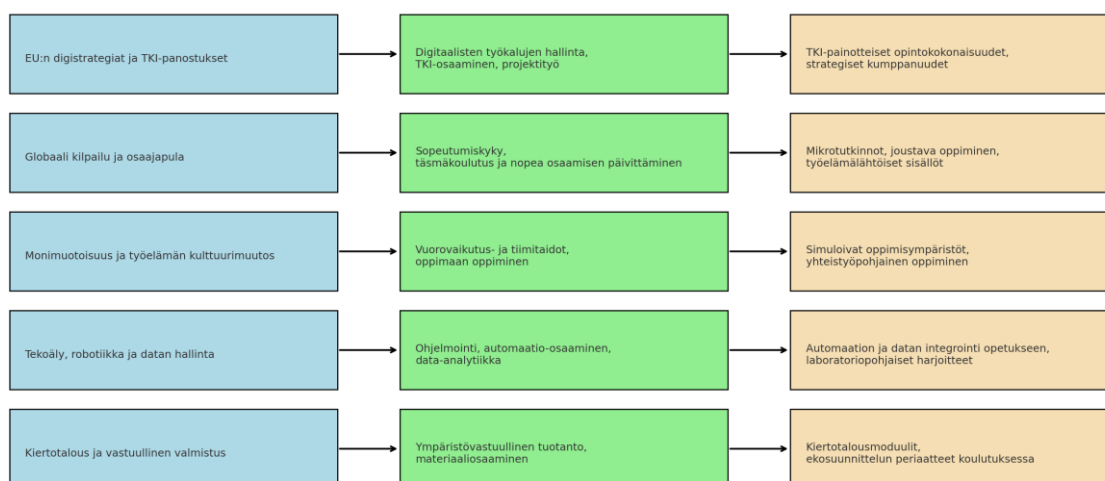 EU:n digistrategiat ja TKI-panostukset
Digitaalisten työkalujen hallinta,
TKI-osaaminen, projektityö
TKI-painotteiset opintokokonaisuudet,
strategiset kumppanuudet
Globaali kilpailu ja osaajapula
Sopeutumiskyky,
täsmäkoulutus ja nopea osaamisen päivittäminen
Mikrotutkinnot, joustava oppiminen,
työelämälähtöiset sisällöt
Monimuotoisuus ja työelämän kulttuurimuutos
Vuorovaikutus- ja tiimitaidot,
oppimaan oppiminen
Simuloivat oppimisympäristöt,
yhteistyöpohjainen oppiminen
Tekoäly, robotiikka ja datan hallinta
Ohjelmointi, automaatio-osaaminen,
data-analytiikka
Automaation ja datan integrointi opetukseen,
laboratoriopohjaiset harjoitteet
Kiertotalous ja vastuullinen valmistus
Ympäristövastuullinen tuotanto,
materiaaliosaaminen
Kiertotalousmoduulit,
ekosuunnittelun periaatteet koulutuksessa